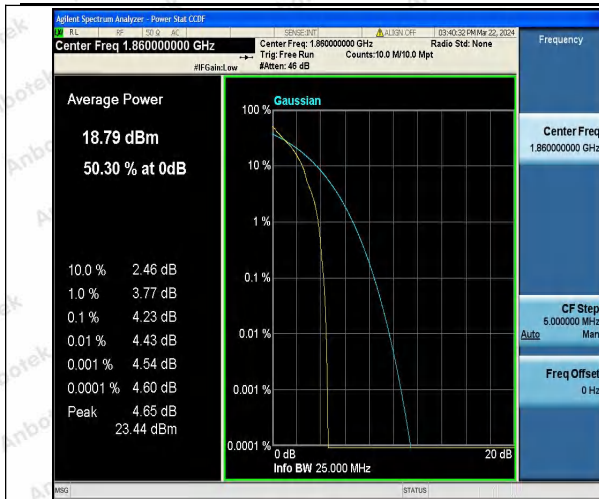 Agilent Spectrum Analyzer - Power Stat CCDF
RL RF 50 Ω AC SENSE:INT ALIGN OFF 03:40:32 PM Mar 22, 2024
Center Freq 1.860000000 GHz
Center Freq: 1.860000000 GHz Radio Std: None
Trig: Free Run Counts:10.0 M/10.0 Mpt
#IFGain:Low #Atten: 46 dB
Frequency
Average Power
18.79 dBm
50.30 % at 0dB
10.0 % 2.46 dB
1.0 % 3.77 dB
0.1 % 4.23 dB
0.01 % 4.43 dB
0.001 % 4.54 dB
0.0001 % 4.60 dB
Peak 4.65 dB
23.44 dBm
Gaussian
100 %
10 %
1 %
0.1 %
0.01 %
0.001 %
0.0001 %
0 dB 20 dB
Info BW 25.000 MHz
Center Freq
1.860000000 GHz
CF Step
5.000000 MHz
Auto Man
Freq Offset
0 Hz
MSG STATUS